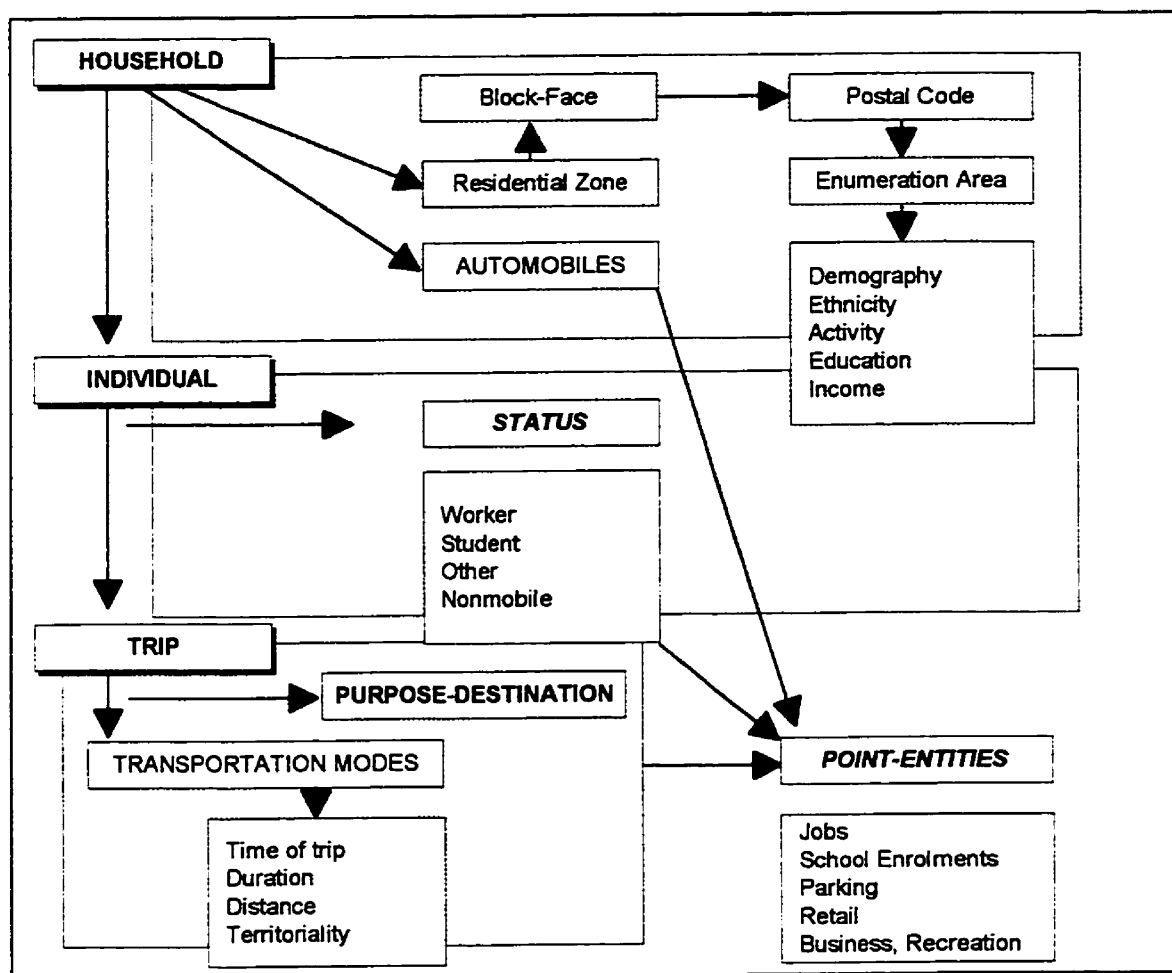 HOUSEHOLD
Block-Face
Postal Code
Residential Zone
Enumeration Area
AUTOMOBILES
Demography
Ethnicity
Activity
Education
Income
INDIVIDUAL
STATUS
Worker
Student
Other
Nonmobile
TRIP
PURPOSE-DESTINATION
TRANSPORTATION MODES
POINT-ENTITIES
Time of trip
Duration
Distance
Territoriality
Jobs
School Enrolments
Parking
Retail
Business, Recreation